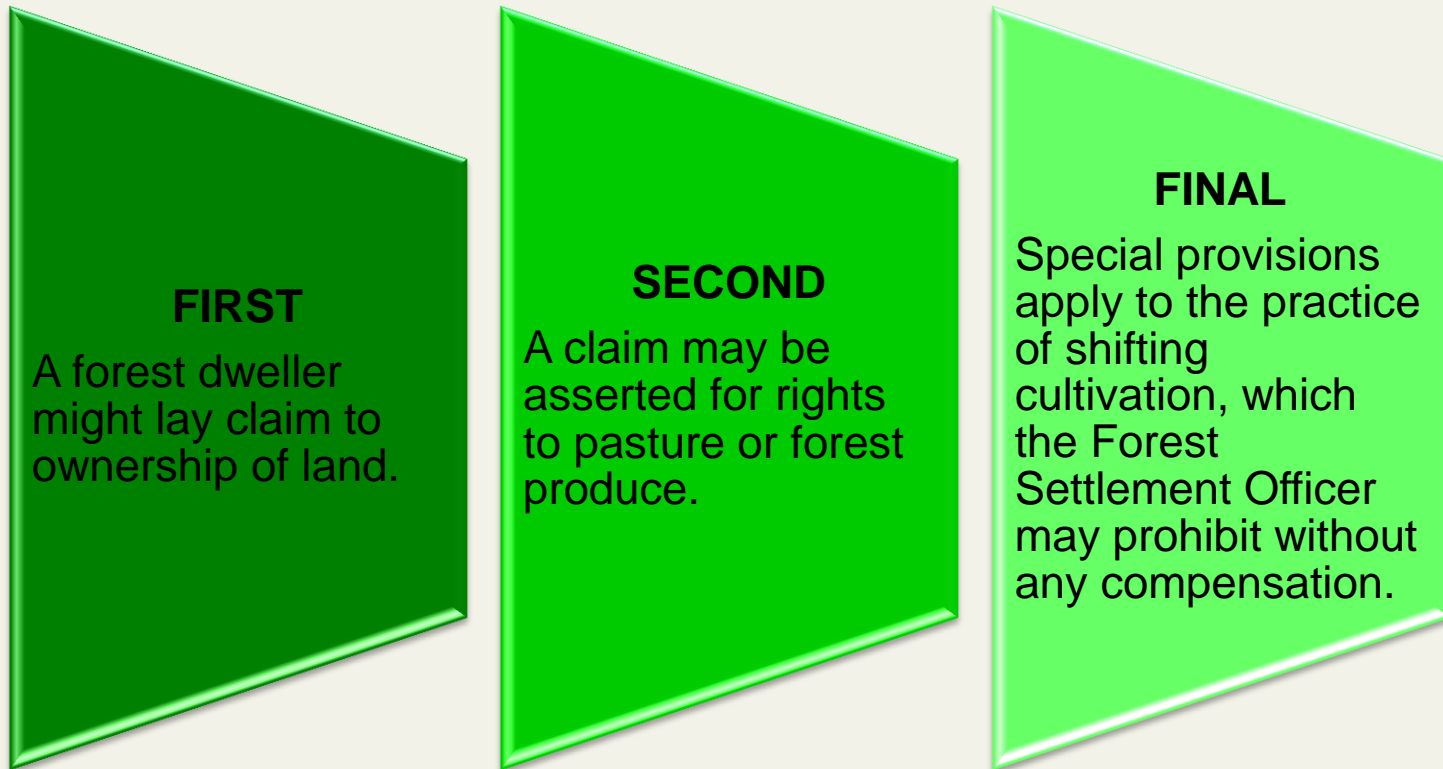 FIRST
A forest dweller
might lay claim to
ownership of land.
SECOND
A claim may be
asserted for rights
to pasture or forest
produce.
FINAL
Special provisions
apply to the practice
of shifting
cultivation, which
the Forest
Settlement Officer
may prohibit without
any compensation.